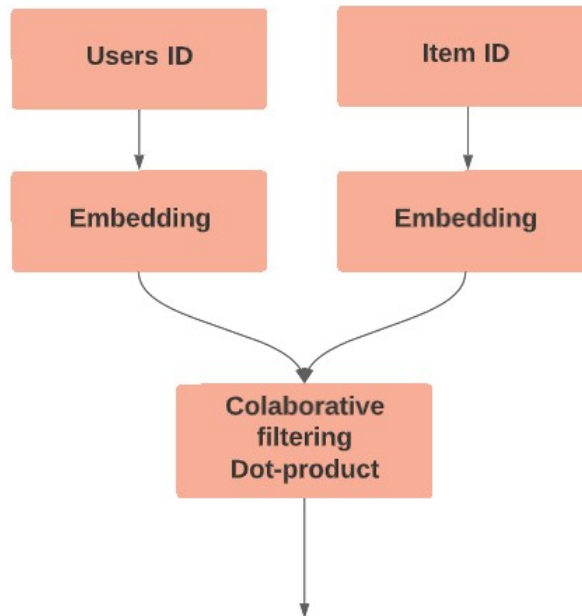 Users ID
Item ID
Embedding
Embedding
Colaborative
filtering
Dot-product